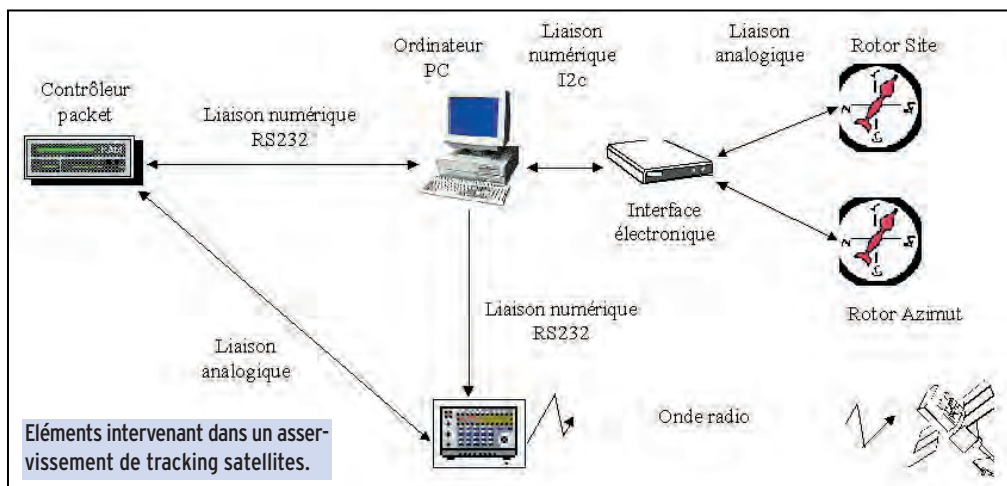 Contrôleur
packet
Liaison numérique
RS232
Ordinateur
PC
Liaison
numérique
I2c
Liaison
analogique
Rotor Site
Interface
électronique
Rotor Azimut
Liaison numérique
RS232
Liaison
analogique
Onde radio
Eléments intervenant dans un asser-
vissement de tracking satellites.